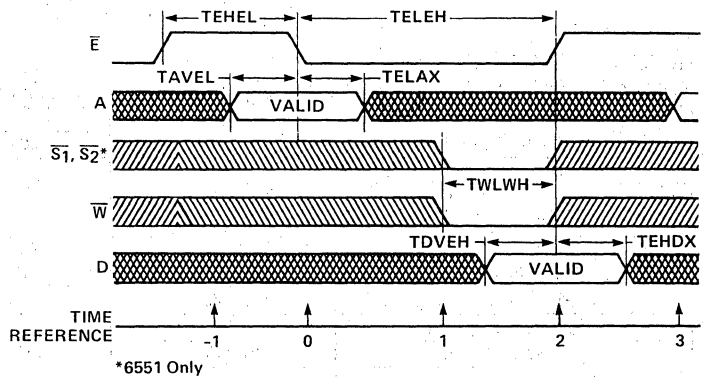 TEHEL TELEH
E̅
TAVEL TELAX
A VALID
S̅1̅, S̅2̅*
TWLWH
W̅
TDVEH TEHDX
D VALID
TIME
REFERENCE
-1 0 1 2 3
*6551 Only